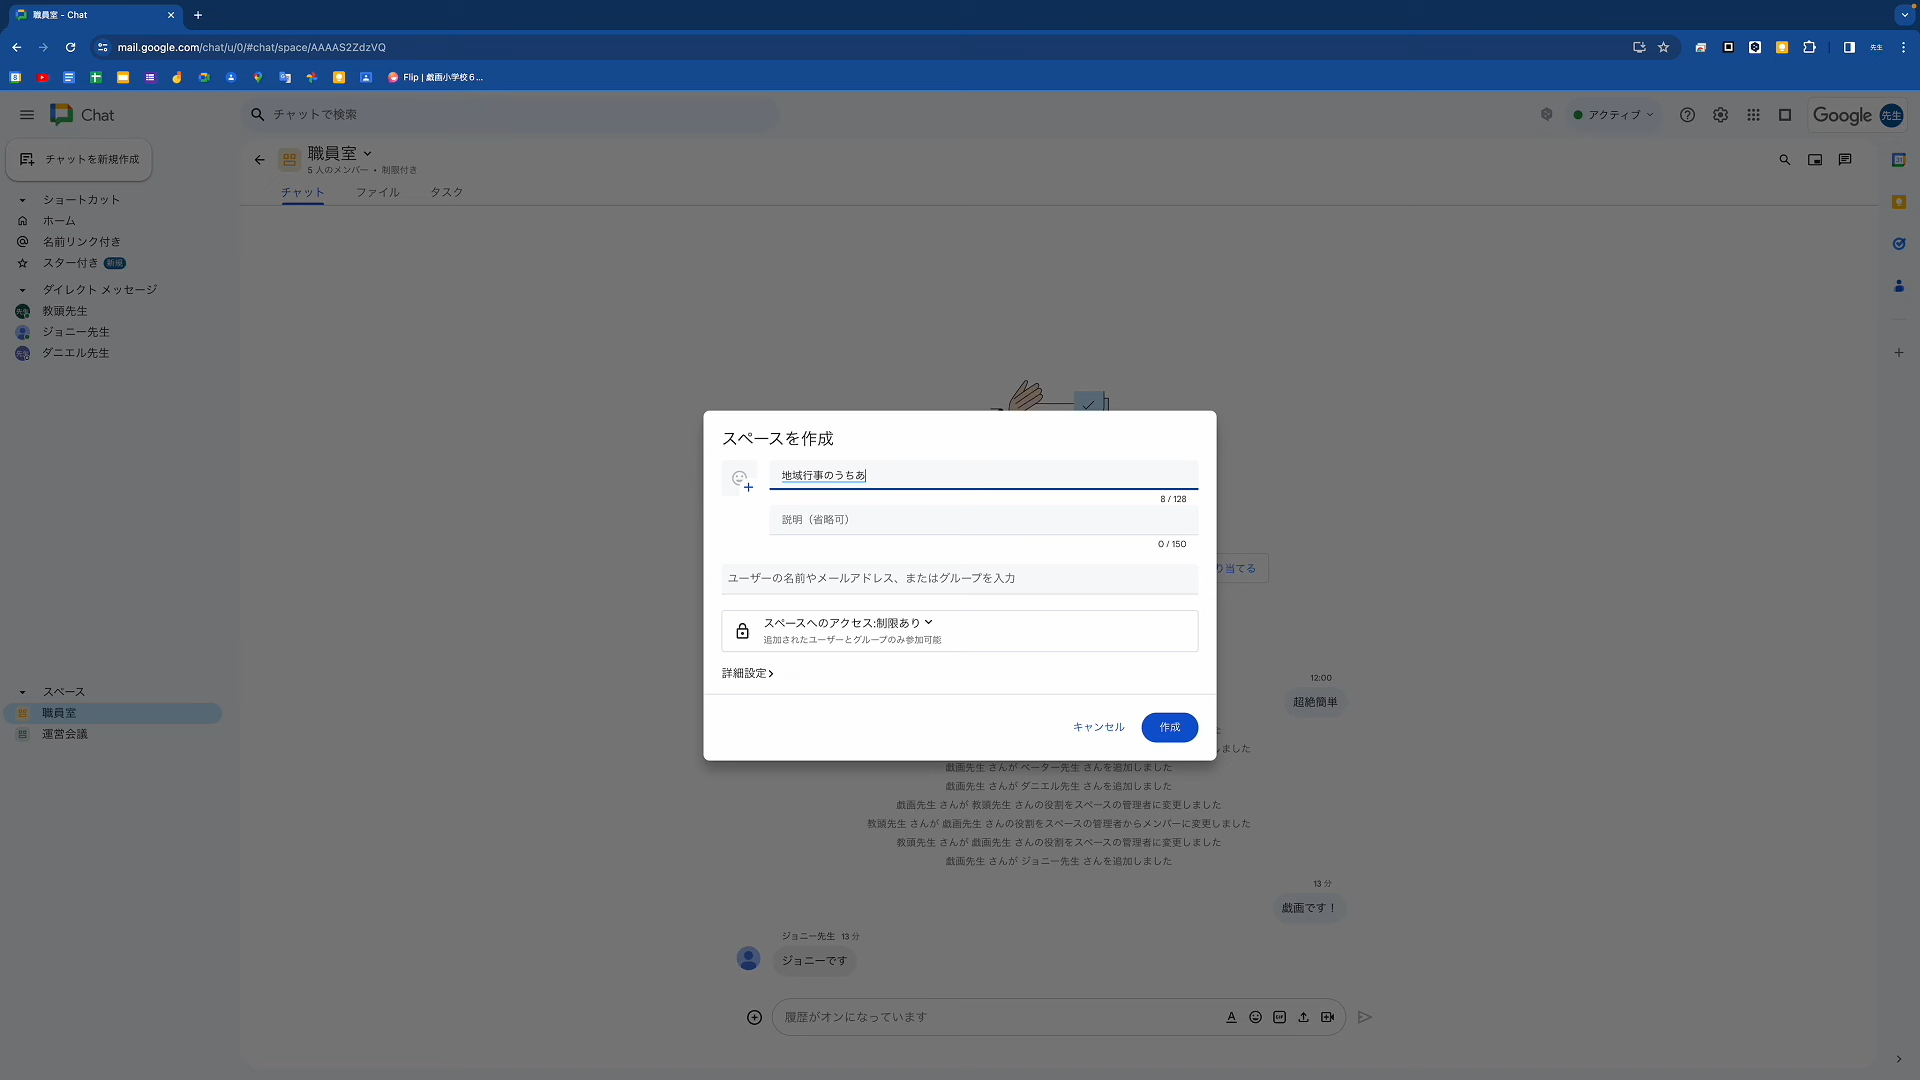 職員室 - Chat
mail.google.com/chat/u/0/#chat/space/AAAAS2ZdzVQ
先生
Flip | 戯画小学校６...
Chat
チャットで検索
アクティブ
Google
先生
チャットを新規作成
ショートカット
ホーム
名前リンク付き
スター付き 新規
ダイレクト メッセージ
教頭先生
ジョニー先生
ダニエル先生
スペース
職員室
運営会議
職員室
5 人のメンバー • 制限付き
チャット ファイル タスク
スペースを作成
地域行事のうちあ
8 / 128
説明（省略可）
0 / 150
ユーザーの名前やメールアドレス、またはグループを入力
スペースへのアクセス:制限あり
追加されたユーザーとグループのみ参加可能
詳細設定
キャンセル 作成
り当てる
12:00
超絶簡単
た
しました
戯画先生 さんが ペーター先生 さんを追加しました
戯画先生 さんが ダニエル先生 さんを追加しました
戯画先生 さんが 教頭先生 さんの役割をスペースの管理者に変更しました
教頭先生 さんが 戯画先生 さんの役割をスペースの管理者からメンバーに変更しました
教頭先生 さんが 戯画先生 さんの役割をスペースの管理者に変更しました
戯画先生 さんが ジョニー先生 さんを追加しました
13 分
戯画です！
ジョニー先生 13 分
ジョニーです
履歴がオンになっています
GIF